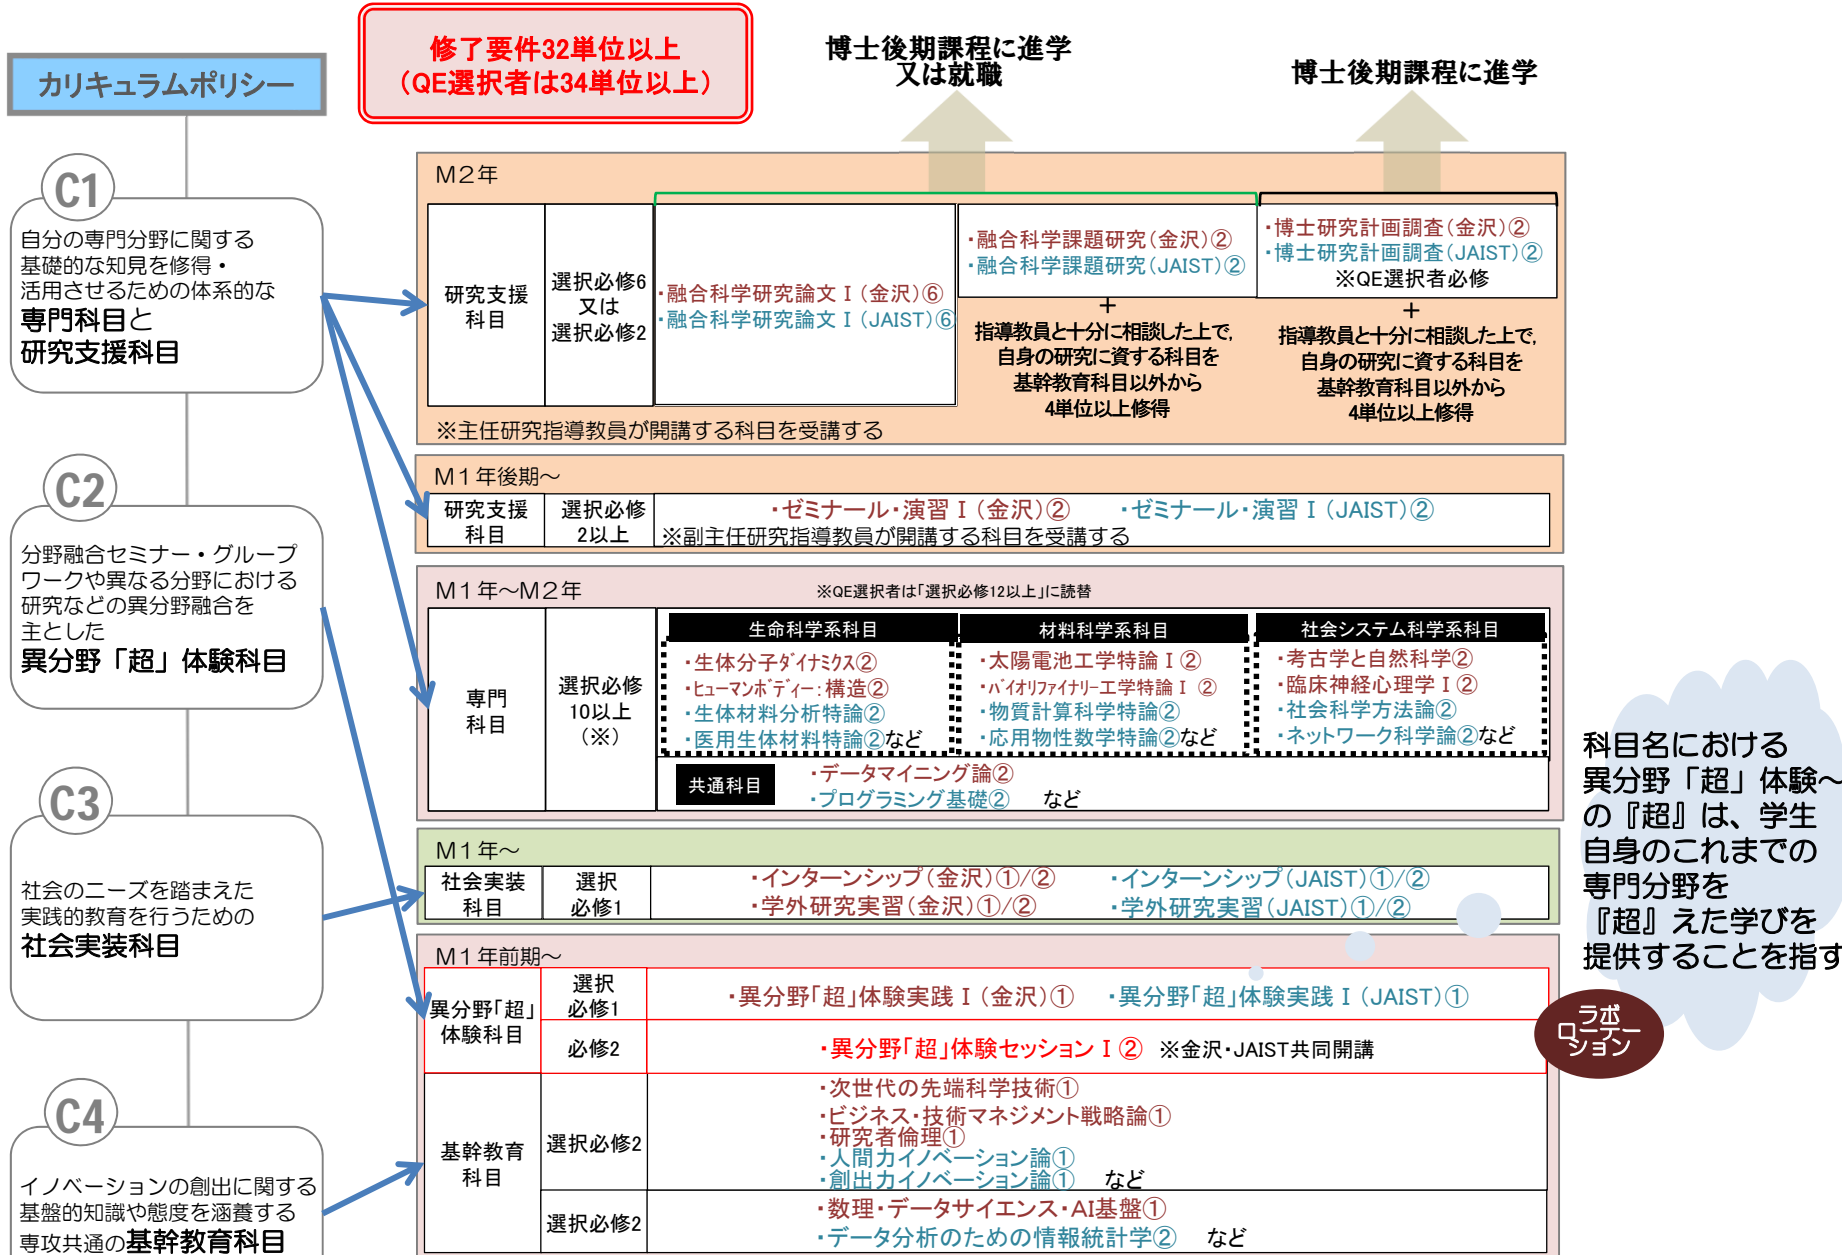 カリキュラムポリシー
修了要件32単位以上
（QE選択者は34単位以上）
博士後期課程に進学
又は就職
博士後期課程に進学
C1
自分の専門分野に関する
基礎的な知見を修得・
活用させるための体系的な
専門科目と
研究支援科目
C2
分野融合セミナー・グループ
ワークや異なる分野における
研究などの異分野融合を
主とした
異分野「超」体験科目
C3
社会のニーズを踏まえた
実践的教育を行うための
社会実装科目
C4
イノベーションの創出に関する
基盤的知識や態度を涵養する
専攻共通の基幹教育科目
M2年
研究支援
科目
選択必修6
又は
選択必修2
・融合科学研究論文Ⅰ（金沢）⑥
・融合科学研究論文Ⅰ（JAIST）⑥
・融合科学課題研究（金沢）②
・融合科学課題研究（JAIST）②
＋
指導教員と十分に相談した上で,
自身の研究に資する科目を
基幹教育科目以外から
4単位以上修得
・博士研究計画調査（金沢）②
・博士研究計画調査（JAIST）②
※QE選択者必修
＋
指導教員と十分に相談した上で,
自身の研究に資する科目を
基幹教育科目以外から
4単位以上修得
※主任研究指導教員が開講する科目を受講する
M1年後期～
研究支援
科目
選択必修
2以上
・ゼミナール・演習Ⅰ（金沢）② ・ゼミナール・演習Ⅰ（JAIST）②
※副主任研究指導教員が開講する科目を受講する
M1年～M2年
※QE選択者は「選択必修12以上」に読替
専門
科目
選択必修
10以上
（※）
生命科学系科目
・生体分子ダイナミクス②
・ヒューマンボディー：構造②
・生体材料分析特論②
・医用生体材料特論②など
材料科学系科目
・太陽電池工学特論Ⅰ②
・バイオリファイナリー工学特論Ⅰ ②
・物質計算科学特論②
・応用物性数学特論②など
社会システム科学系科目
・考古学と自然科学②
・臨床神経心理学Ⅰ②
・社会科学方法論②
・ネットワーク科学論②など
共通科目
・データマイニング論②
・プログラミング基礎② など
M1年～
社会実装
科目
選択
必修1
・インターンシップ（金沢）①/② ・インターンシップ（JAIST）①/②
・学外研究実習（金沢）①/② ・学外研究実習（JAIST）①/②
M1年前期～
異分野「超」
体験科目
選択
必修1
・異分野「超」体験実践Ⅰ（金沢）① ・異分野「超」体験実践Ⅰ（JAIST）①
必修2
・異分野「超」体験セッションⅠ② ※金沢・JAIST共同開講
基幹教育
科目
選択必修2
・次世代の先端科学技術①
・ビジネス・技術マネジメント戦略論①
・研究者倫理①
・人間力イノベーション論①
・創出力イノベーション論① など
選択必修2
・数理・データサイエンス・AI基盤①
・データ分析のための情報統計学② など
科目名における
異分野「超」体験～
の『超』は、学生
自身のこれまでの
専門分野を
『超』えた学びを
提供することを指す
ラボ
ローテー
ション